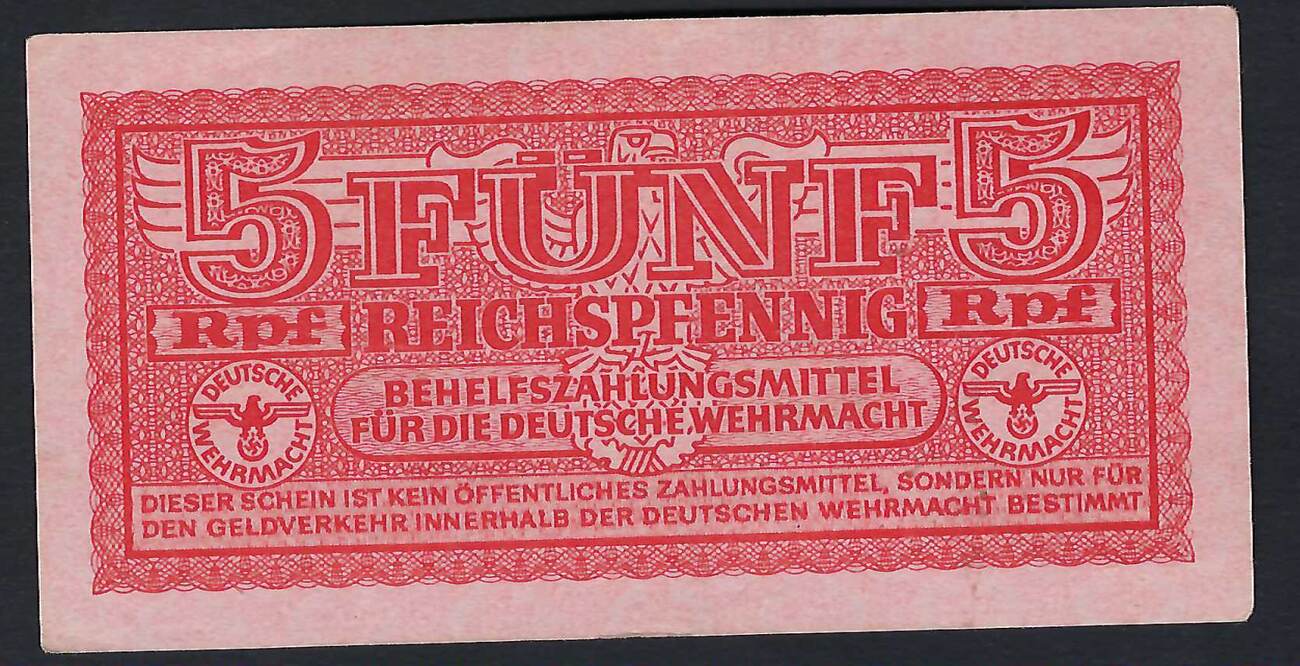 5 FÜNF 5
Rpf REICHSPFENNIG Rpf
BEHELFSZAHLUNGSMITTEL
FÜR DIE DEUTSCHE WEHRMACHT
DEUTSCHE WEHRMACHT
DEUTSCHE WEHRMACHT
DIESER SCHEIN IST KEIN ÖFFENTLICHES ZAHLUNGSMITTEL, SONDERN NUR FÜR
DEN GELDVERKEHR INNERHALB DER DEUTSCHEN WEHRMACHT BESTIMMT